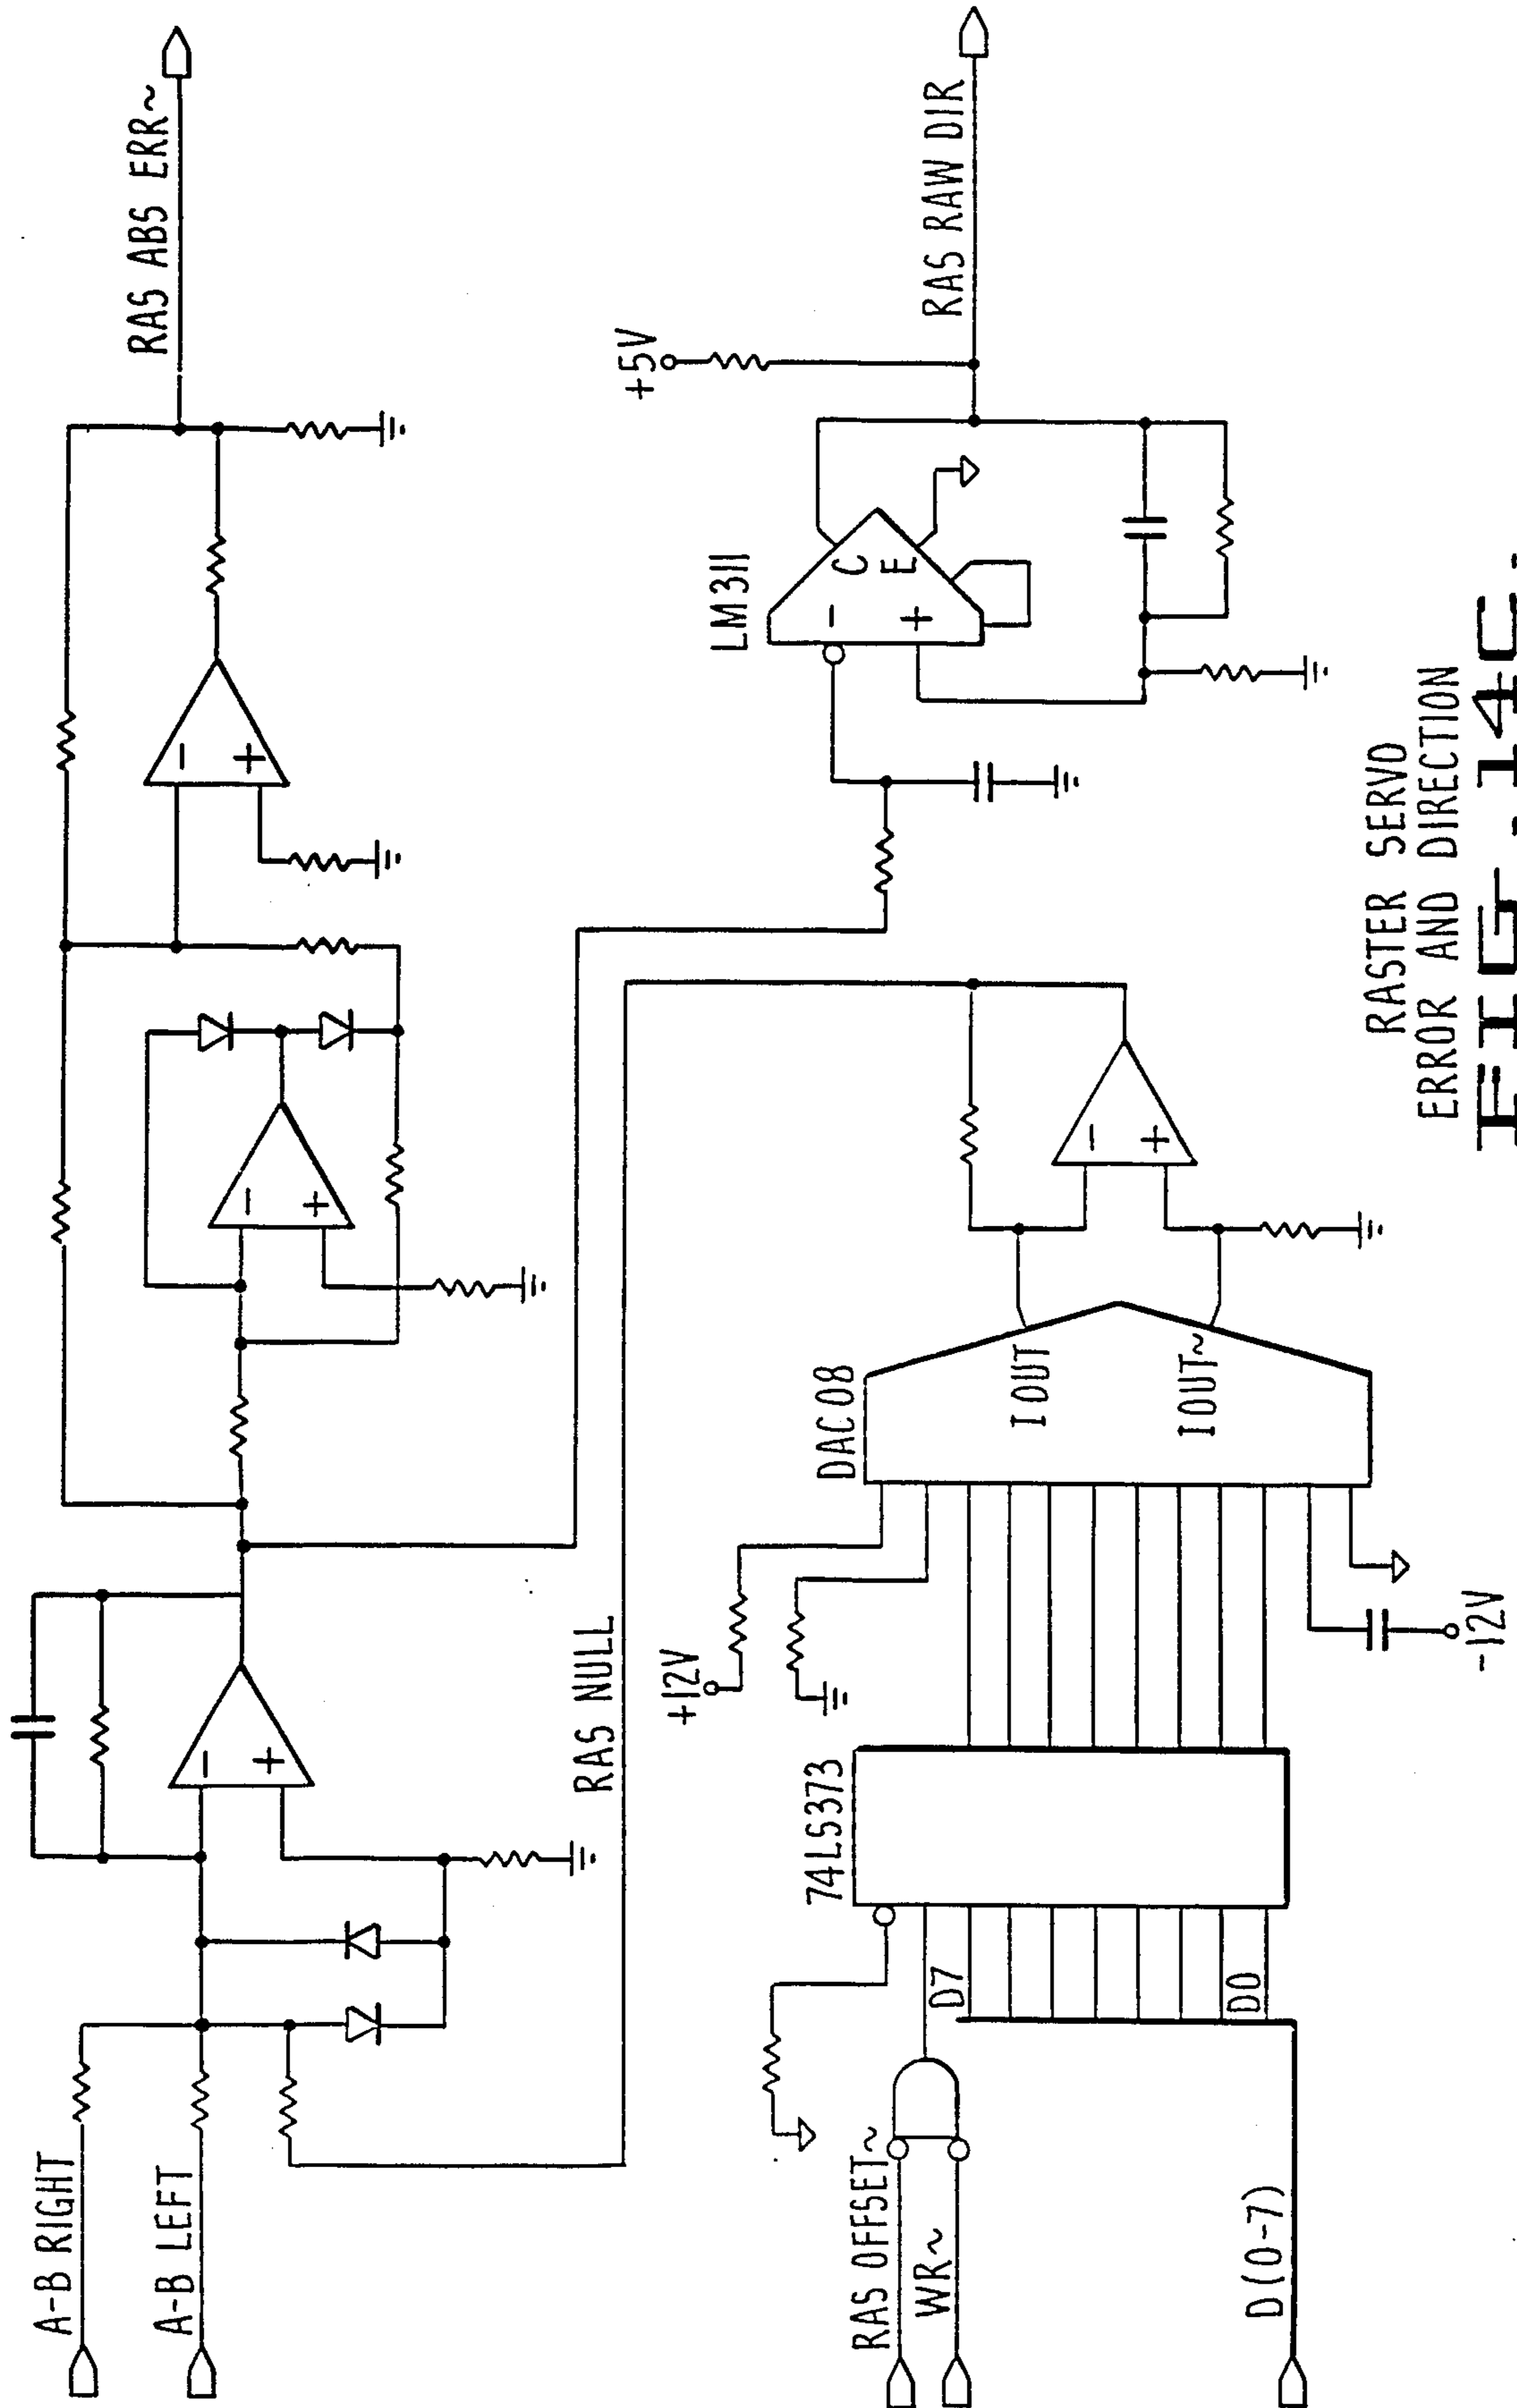 A-B RIGHT
A-B LEFT
-
+
-
+
-
+
RAS ABS ERR~
RAS NULL
RAS OFFSET~
WR~
D(0-7)
D7
D0
74LS373
+12V
-12V
DAC08
IOUT
IOUT~
-
+
LM311
-
+
C
E
+5V
RAS RAW DIR
RASTER SERVO
ERROR AND DIRECTION
FIG. 14C.